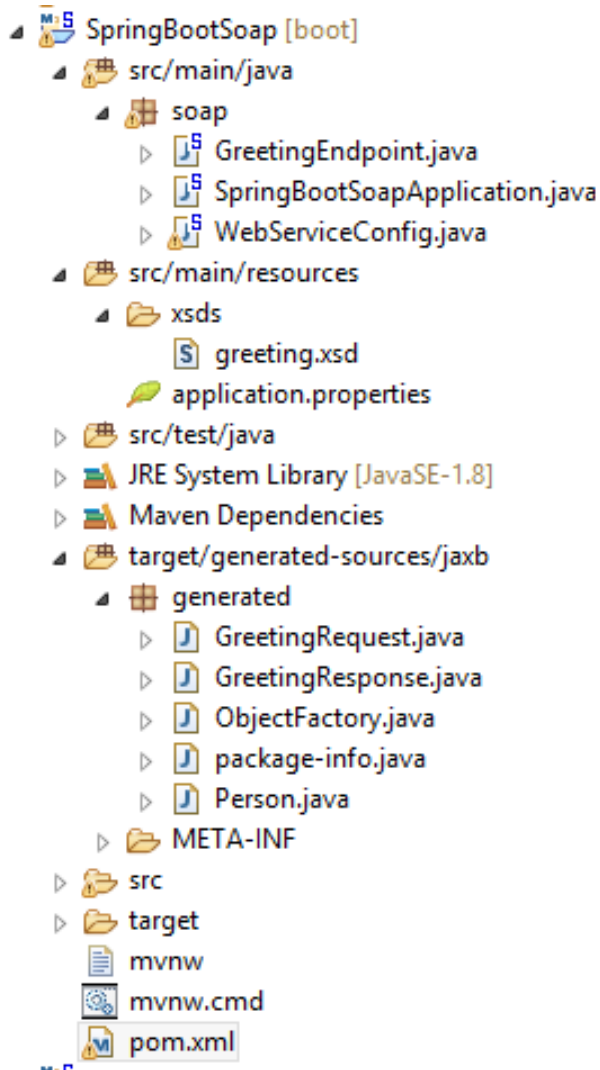 SpringBootSoap [boot]
src/main/java
soap
GreetingEndpoint.java
SpringBootSoapApplication.java
WebServiceConfig.java
src/main/resources
xsds
greeting.xsd
application.properties
src/test/java
JRE System Library [JavaSE-1.8]
Maven Dependencies
target/generated-sources/jaxb
generated
GreetingRequest.java
GreetingResponse.java
ObjectFactory.java
package-info.java
Person.java
META-INF
src
target
mvnw
mvnw.cmd
pom.xml